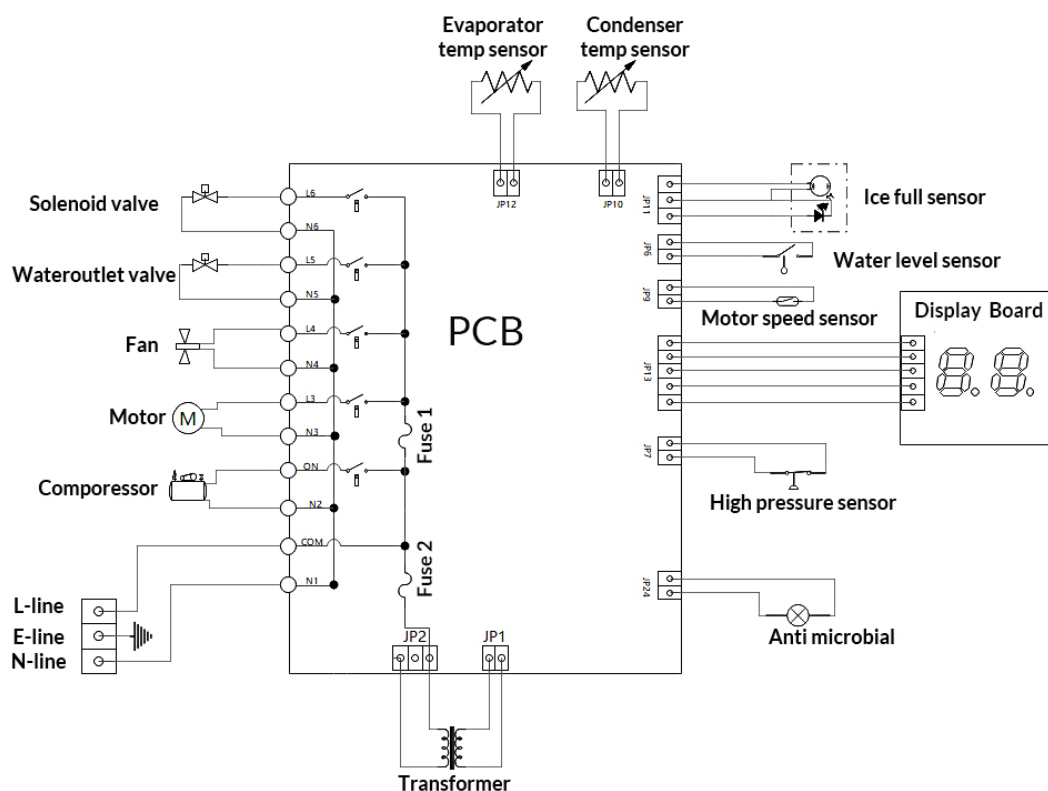 Evaporator
temp sensor
Condenser
temp sensor
JP12
JP10
Solenoid valve
L6
N6
Wateroutlet valve
L5
N5
Fan
L4
N4
Motor
M
L3
N3
Comporessor
ON
N2
COM
N1
L-line
E-line
N-line
PCB
Fuse 1
Fuse 2
JP2
JP1
Transformer
JP11
Ice full sensor
JP6
Water level sensor
JP9
Motor speed sensor
JP13
Display Board
8.8.
JP7
High pressure sensor
JP24
Anti microbial